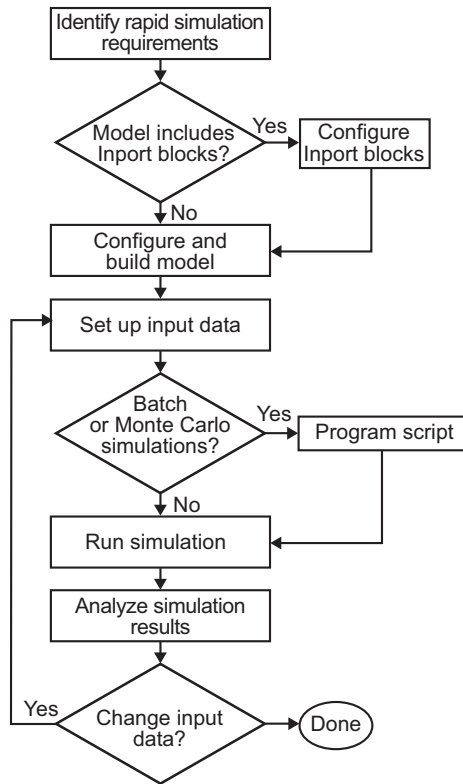 Identify rapid simulation
requirements
Model includes
Inport blocks?
Yes
Configure
Inport blocks
No
Configure and
build model
Set up input data
Batch
or Monte Carlo
simulations?
Yes
Program script
No
Run simulation
Analyze simulation
results
Yes
Change input
data?
Done